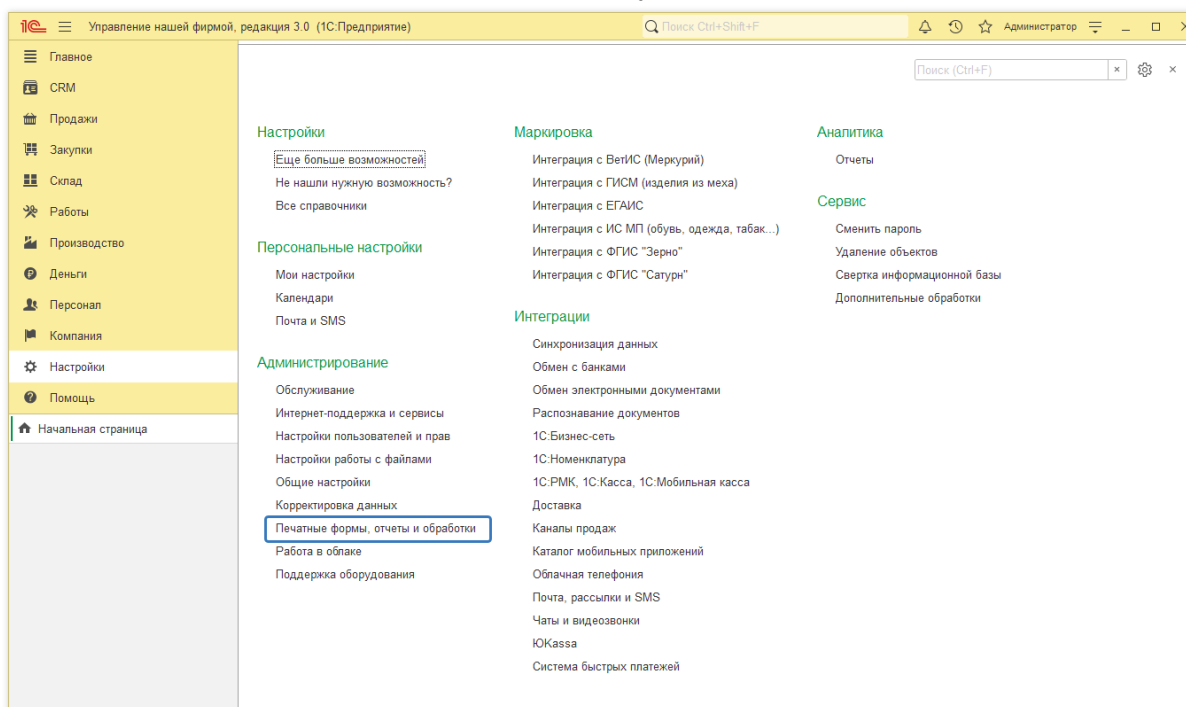 1С Управление нашей фирмой, редакция 3.0 (1С:Предприятие) Поиск Ctrl+Shift+F Администратор
Главное
CRM
Продажи
Закупки
Склад
Работы
Производство
Деньги
Персонал
Компания
Настройки
Помощь
Начальная страница
Поиск (Ctrl+F)
Настройки
Еще больше возможностей
Не нашли нужную возможность?
Все справочники
Персональные настройки
Мои настройки
Календари
Почта и SMS
Администрирование
Обслуживание
Интернет-поддержка и сервисы
Настройки пользователей и прав
Настройки работы с файлами
Общие настройки
Корректировка данных
Печатные формы, отчеты и обработки
Работа в облаке
Поддержка оборудования
Маркировка
Интеграция с ВетИС (Меркурий)
Интеграция с ГИСМ (изделия из меха)
Интеграция с ЕГАИС
Интеграция с ИС МП (обувь, одежда, табак...)
Интеграция с ФГИС "Зерно"
Интеграция с ФГИС "Сатурн"
Интеграции
Синхронизация данных
Обмен с банками
Обмен электронными документами
Распознавание документов
1С:Бизнес-сеть
1С:Номенклатура
1С:РМК, 1С:Касса, 1С:Мобильная касса
Доставка
Каналы продаж
Каталог мобильных приложений
Облачная телефония
Почта, рассылки и SMS
Чаты и видеозвонки
ЮKassa
Система быстрых платежей
Аналитика
Отчеты
Сервис
Сменить пароль
Удаление объектов
Свертка информационной базы
Дополнительные обработки